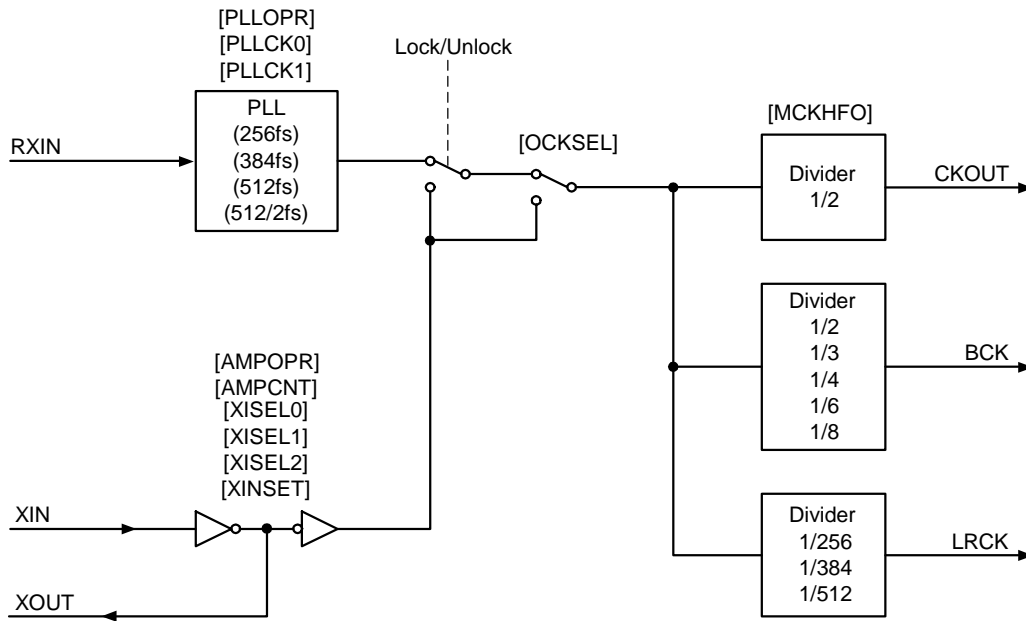 [PLLOPR]
[PLLCK0]
[PLLCK1]
Lock/Unlock
RXIN
PLL
(256fs)
(384fs)
(512fs)
(512/2fs)
[OCKSEL]
[MCKHFO]
Divider
1/2
CKOUT
Divider
1/2
1/3
1/4
1/6
1/8
BCK
[AMPOPR]
[AMPCNT]
[XISEL0]
[XISEL1]
[XISEL2]
[XINSET]
XIN
XOUT
Divider
1/256
1/384
1/512
LRCK